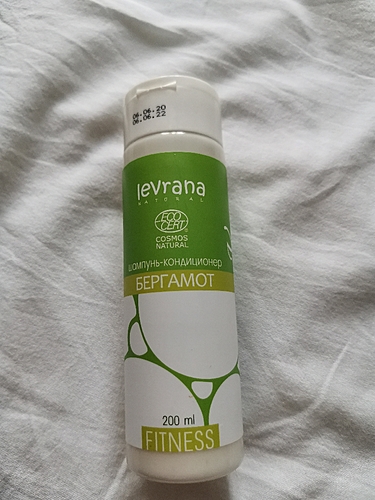 06.06.20
06.06.22
levrana
NATURAL
ECO
CERT
COSMOS
NATURAL
шампунь-кондиционер
БЕРГАМОТ
200 ml
FITNESS